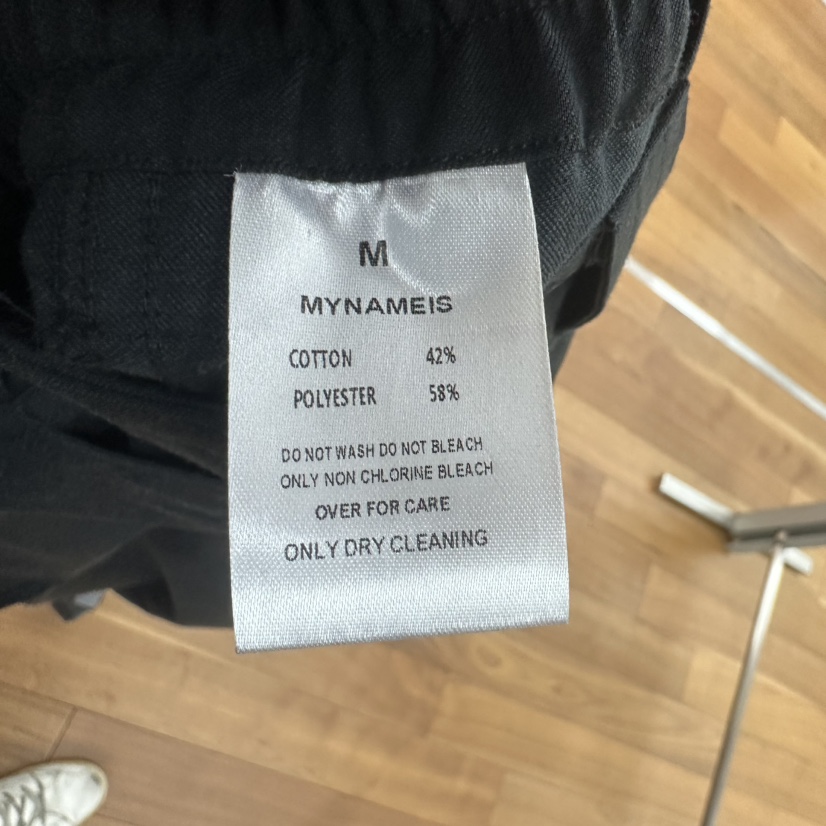 M
MYNAMEIS
COTTON 42%
POLYESTER 58%
DO NOT WASH DO NOT BLEACH
ONLY NON CHLORINE BLEACH
OVER FOR CARE
ONLY DRY CLEANING